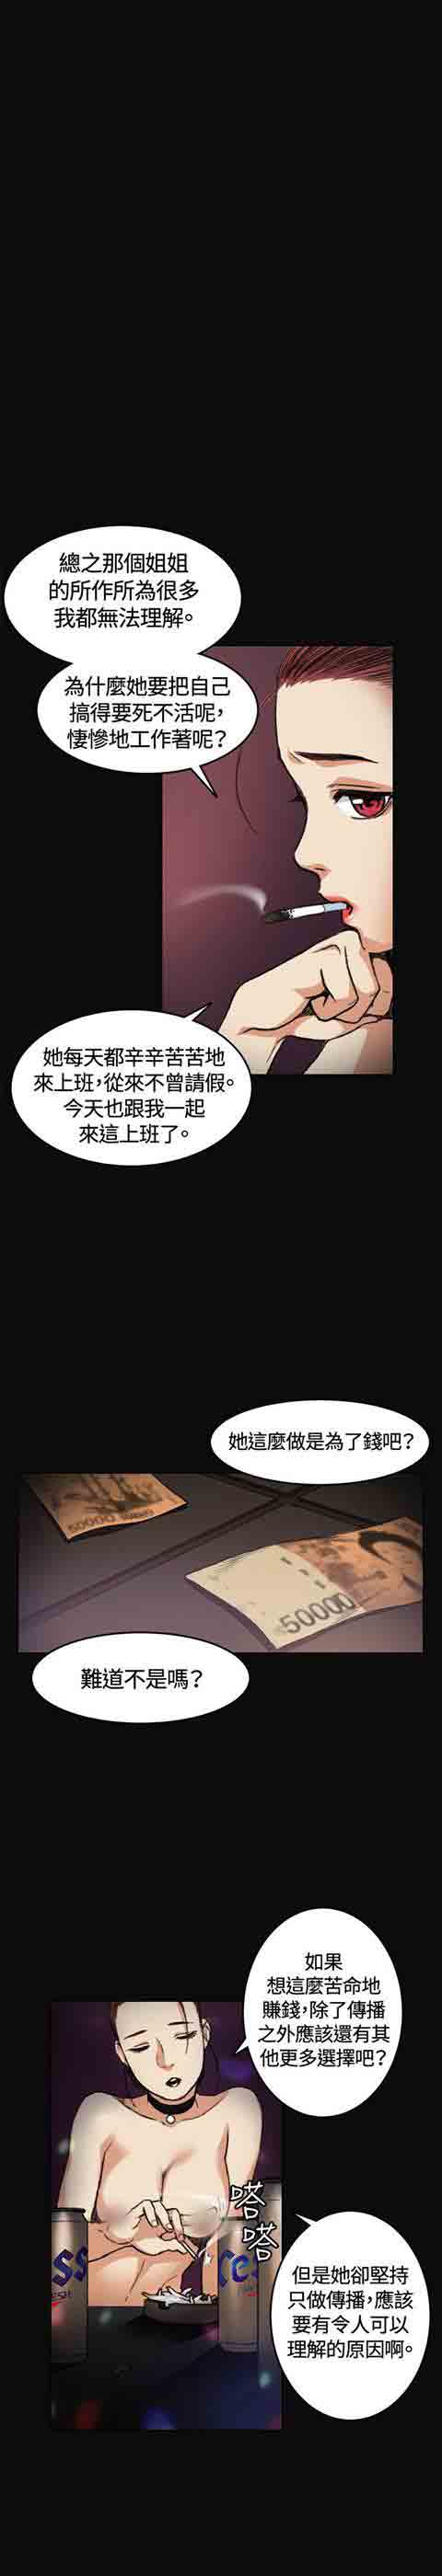 總之那個姐姐
的所作所為很多
我都無法理解。
為什麼她要把自己
搞得要死不活呢，
悽慘地工作著呢？
她每天都辛辛苦苦地
來上班，從來不曾請假。
今天也跟我一起
來這上班了。
她這麼做是為了錢吧？
50000
50000
難道不是嗎？
如果
想這麼苦命地
賺錢，除了傳播
之外應該還有其
他更多選擇吧？
嗒
嗒
ss
cess
但是她卻堅持
只做傳播，應該
要有令人可以
理解的原因啊。